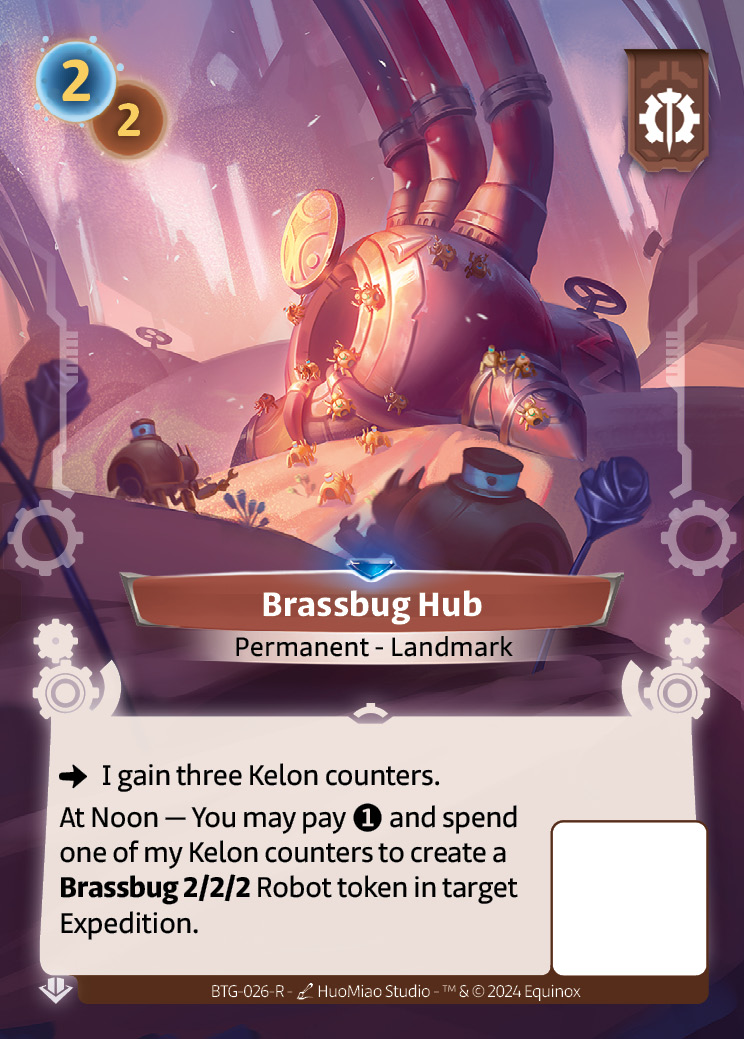 2
2
Brassbug Hub
Permanent - Landmark
I gain three Kelon counters.
At Noon — You may pay 1 and spend
one of my Kelon counters to create a
Brassbug 2/2/2 Robot token in target
Expedition.
BTG-026-R - HuoMiao Studio - ™ & © 2024 Equinox